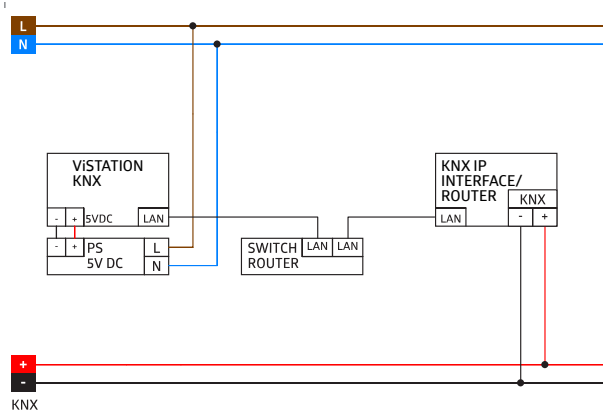 L
N
ViSTATION
KNX
- + 5VDC LAN
- + PS L
5V DC N
SWITCH LAN LAN
ROUTER
KNX IP
INTERFACE/
ROUTER
KNX
LAN - +
+
-
KNX